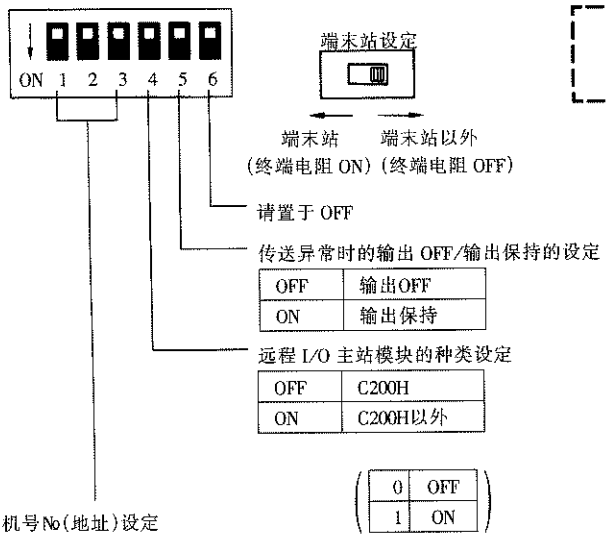 ON 1 2 3 4 5 6
端末站设定
端末站 端末站以外
(终端电阻 ON) (终端电阻 OFF)
请置于 OFF
传送异常时的输出 OFF/输出保持的设定
OFF 输出OFF
ON 输出保持
远程 I/O 主站模块的种类设定
OFF C200H
ON C200H以外
0 OFF
1 ON
机号No(地址)设定